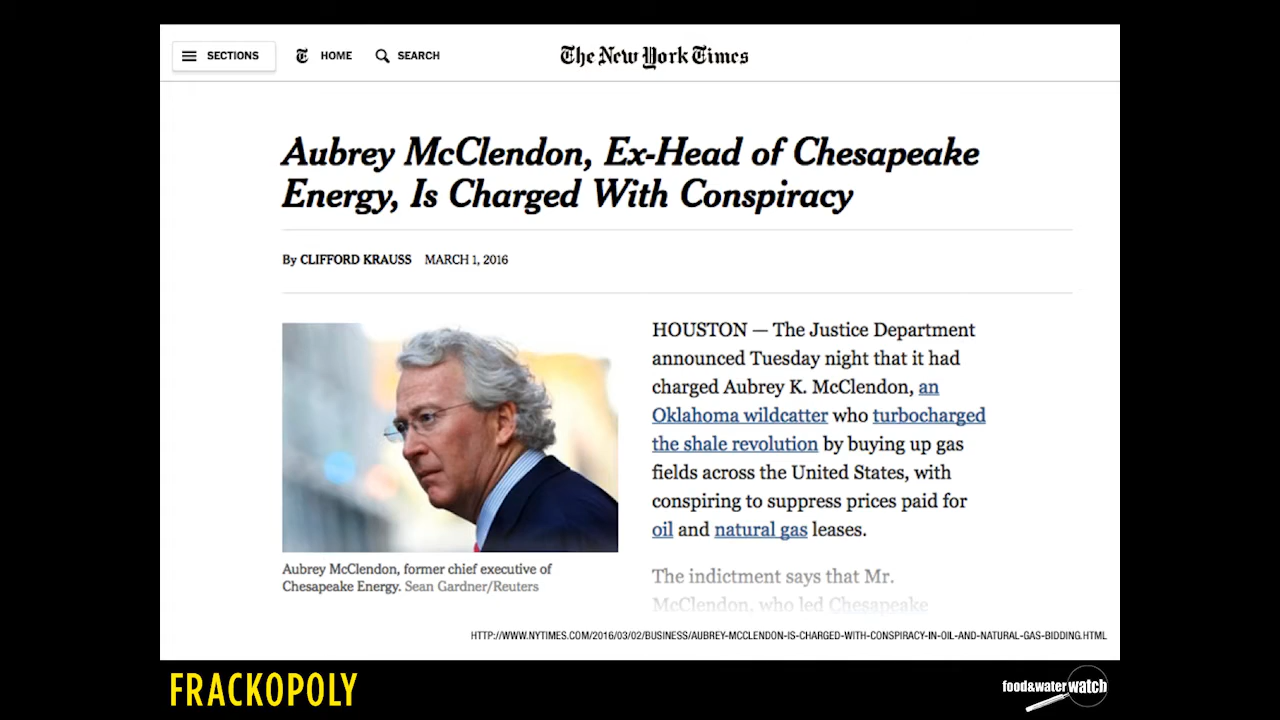 SECTIONS HOME SEARCH The New York Times
Aubrey McClendon, Ex-Head of Chesapeake
Energy, Is Charged With Conspiracy
By CLIFFORD KRAUSS MARCH 1, 2016
HOUSTON — The Justice Department
announced Tuesday night that it had
charged Aubrey K. McClendon, an
Oklahoma wildcatter who turbocharged
the shale revolution by buying up gas
fields across the United States, with
conspiring to suppress prices paid for
oil and natural gas leases.
Aubrey McClendon, former chief executive of
Chesapeake Energy. Sean Gardner/Reuters
The indictment says that Mr.
McClendon, who led Chesapeake
HTTP://WWW.NYTIMES.COM/2016/03/02/BUSINESS/AUBREY-MCCLENDON-IS-CHARGED-WITH-CONSPIRACY-IN-OIL-AND-NATURAL-GAS-BIDDING.HTML
FRACKOPOLY
food&waterwatch